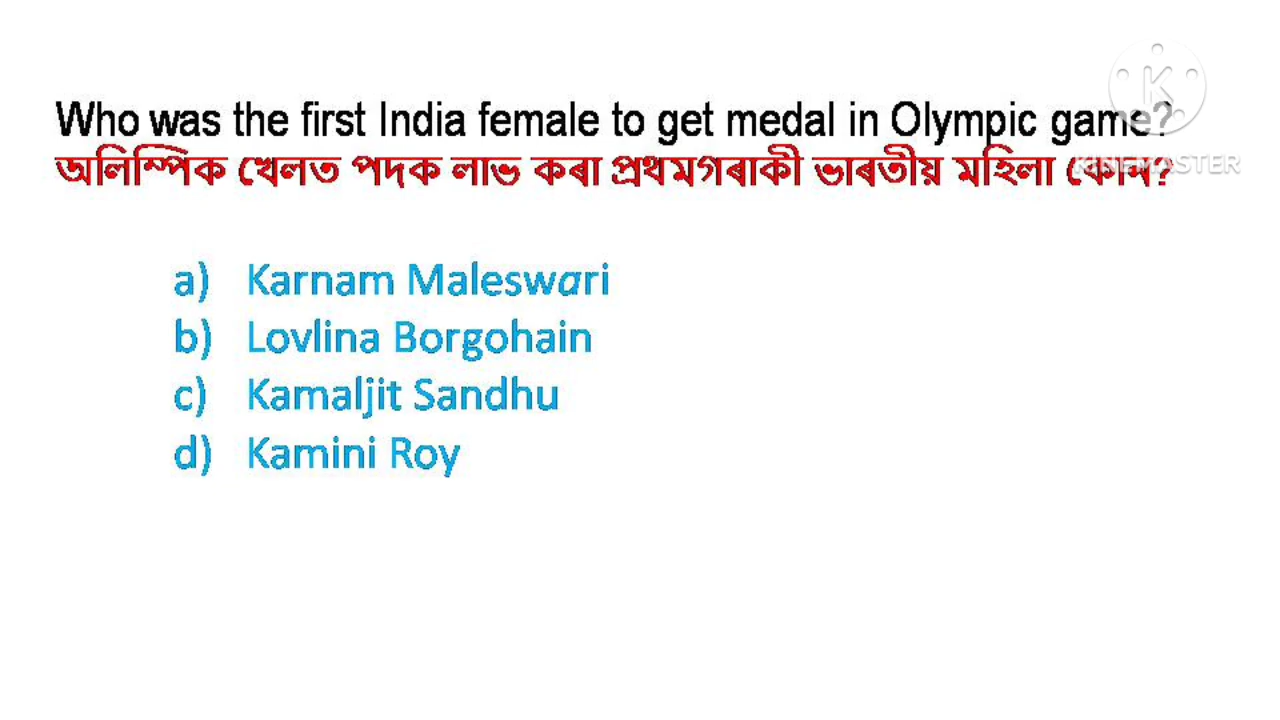 Who was the first India female to get medal in Olympic game?
অলিম্পিক খেলত পদক লাভ কৰা প্ৰথমগৰাকী ভাৰতীয় মহিলা কোন?
KINEMASTER
a) Karnam Maleswari
b) Lovlina Borgohain
c) Kamaljit Sandhu
d) Kamini Roy